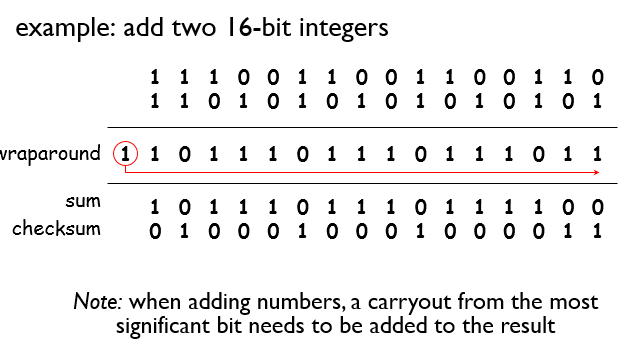 example: add two 16-bit integers
1 1 1 0 0 1 1 0 0 1 1 0 0 1 1 0
1 1 0 1 0 1 0 1 0 1 0 1 0 1 0 1
wraparound 1 1 0 1 1 1 0 1 1 1 0 1 1 1 0 1 1
sum 1 0 1 1 1 0 1 1 1 0 1 1 1 1 0 0
checksum 0 1 0 0 0 1 0 0 0 1 0 0 0 0 1 1
Note: when adding numbers, a carryout from the most
significant bit needs to be added to the result